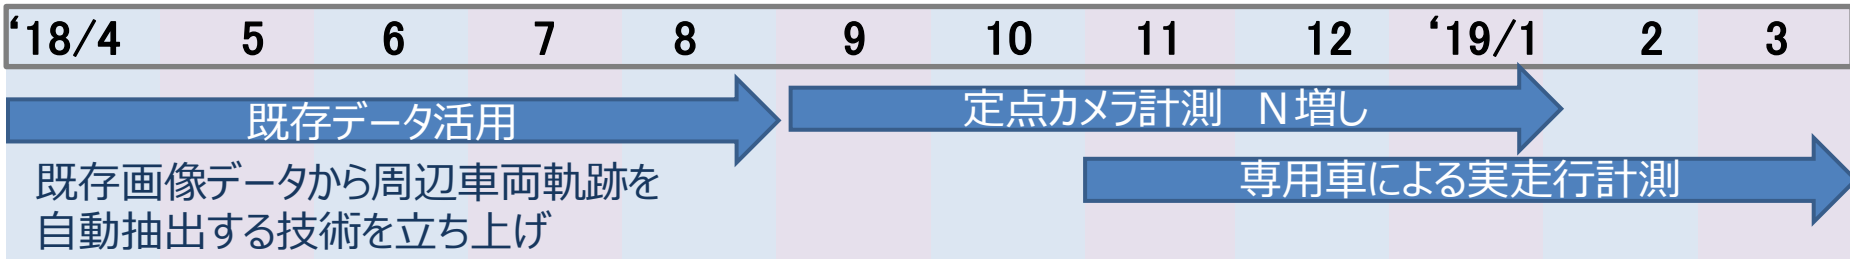 ‘18/4 5 6 7 8 9 10 11 12 ‘19/1 2 3
既存データ活用
定点カメラ計測　N増し
専用車による実走行計測
既存画像データから周辺車両軌跡を
自動抽出する技術を立ち上げ